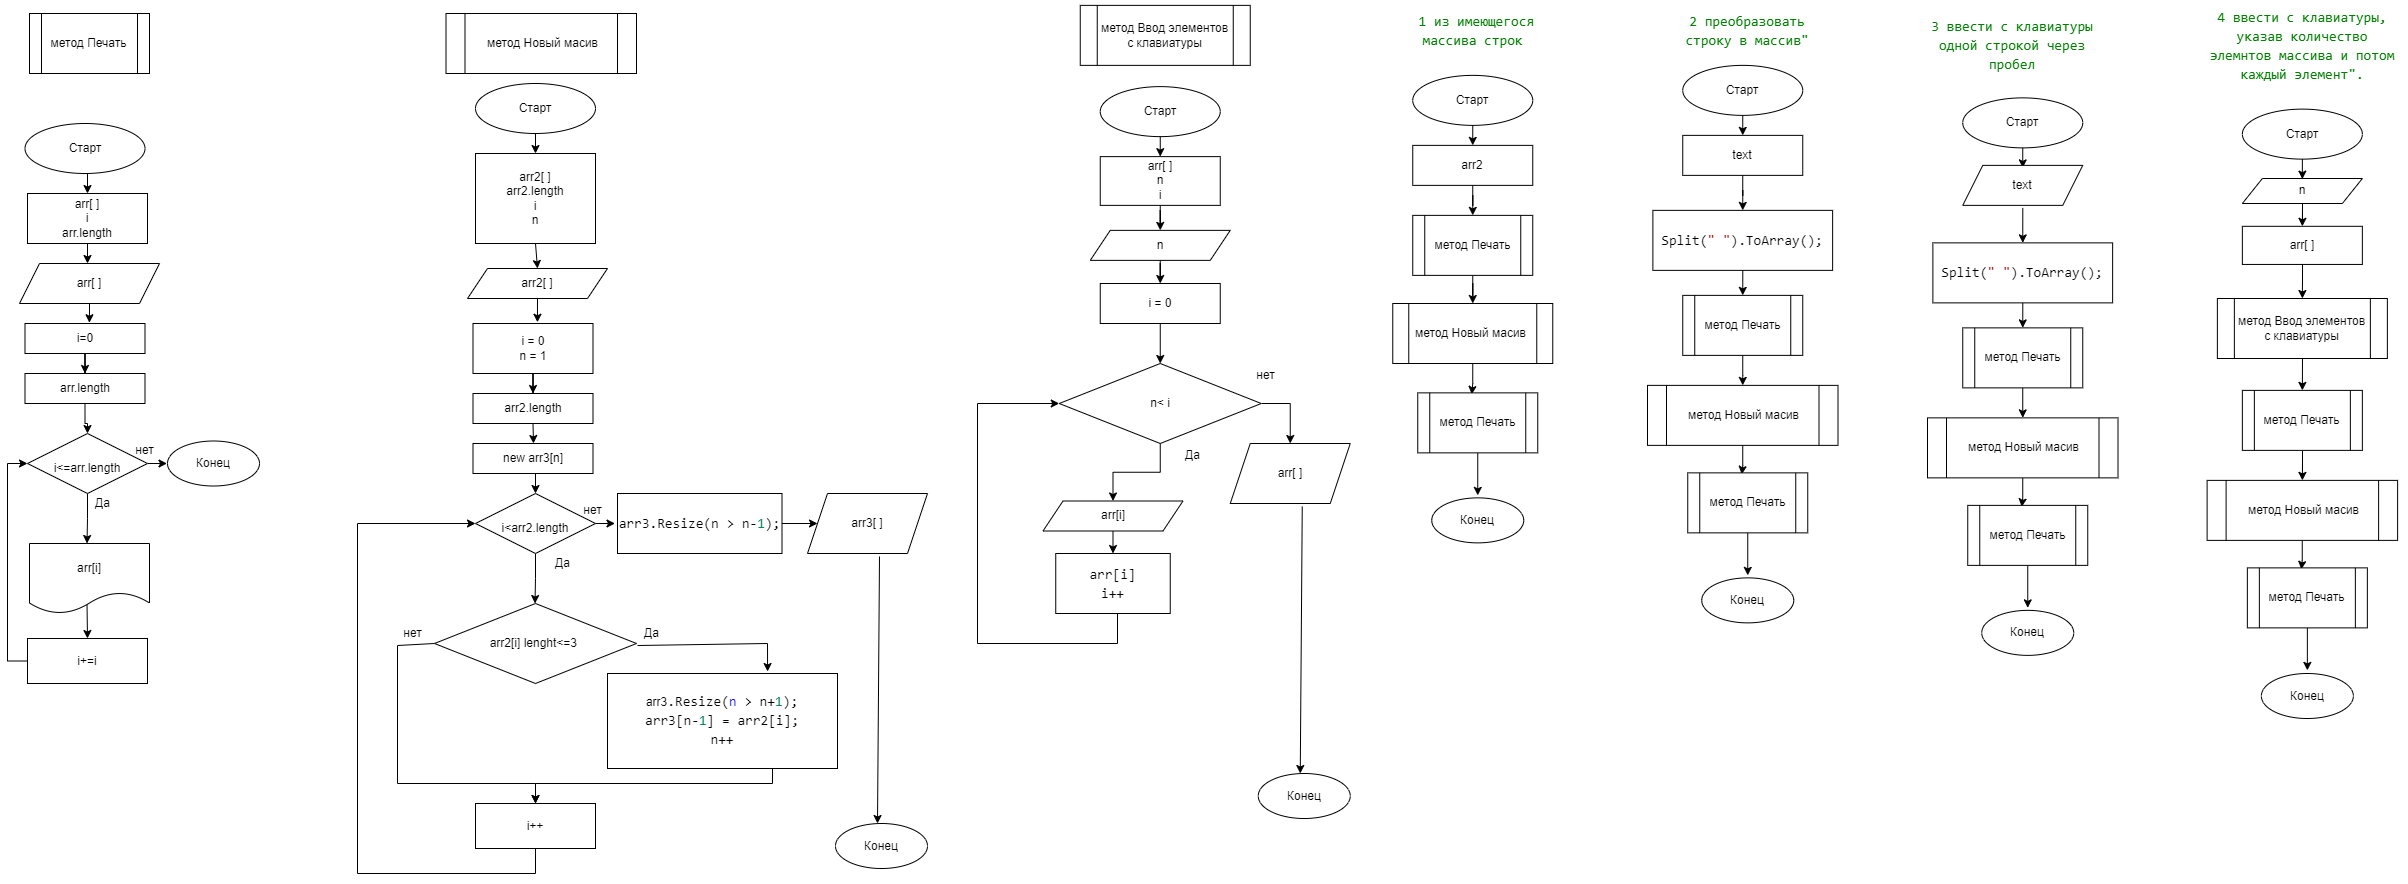 метод Печать
Старт
arr[ ]
i
arr.length
arr[ ]
i=0
arr.length
i<=arr.length
нет
Конец
Да
arr[i]
i+=i
метод Новый масив
Старт
arr2[ ]
arr2.length
i
n
arr2[ ]
i = 0
n = 1
arr2.length
new arr3[n]
i<arr2.length
нет
arr3.Resize(n > n-1);
arr3[ ]
Да
нет
arr2[i] lenght<=3
Да
arr3.Resize(n > n+1);
arr3[n-1] = arr2[i];
n++
i++
Конец
метод Ввод элементов
с клавиатуры
Старт
arr[ ]
n
i
n
i = 0
нет
n< i
Да
arr[ ]
arr[i]
arr[i]
i++
Конец
1 из имеющегося
массива строк
Старт
arr2
метод Печать
метод Новый масив
метод Печать
Конец
2 преобразовать
строку в массив"
Старт
text
Split(" ").ToArray();
метод Печать
метод Новый масив
метод Печать
Конец
3 ввести с клавиатуры
одной строкой через
пробел
Старт
text
Split(" ").ToArray();
метод Печать
метод Новый масив
метод Печать
Конец
4 ввести с клавиатуры,
указав количество
элемнтов массива и потом
каждый элемент".
Старт
n
arr[ ]
метод Ввод элементов
с клавиатуры
метод Печать
метод Новый масив
метод Печать
Конец